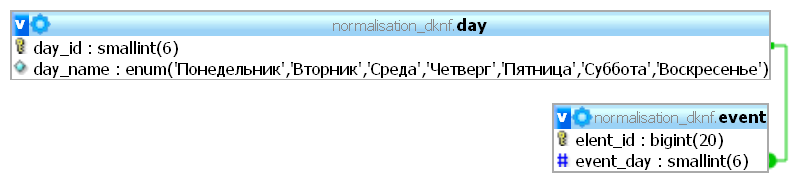 v normalisation_dknf.day
day_id : smallint(6)
day_name : enum('Понедельник','Вторник','Среда','Четверг','Пятница','Суббота','Воскресенье')
v normalisation_dknf.event
elent_id : bigint(20)
# event_day : smallint(6)